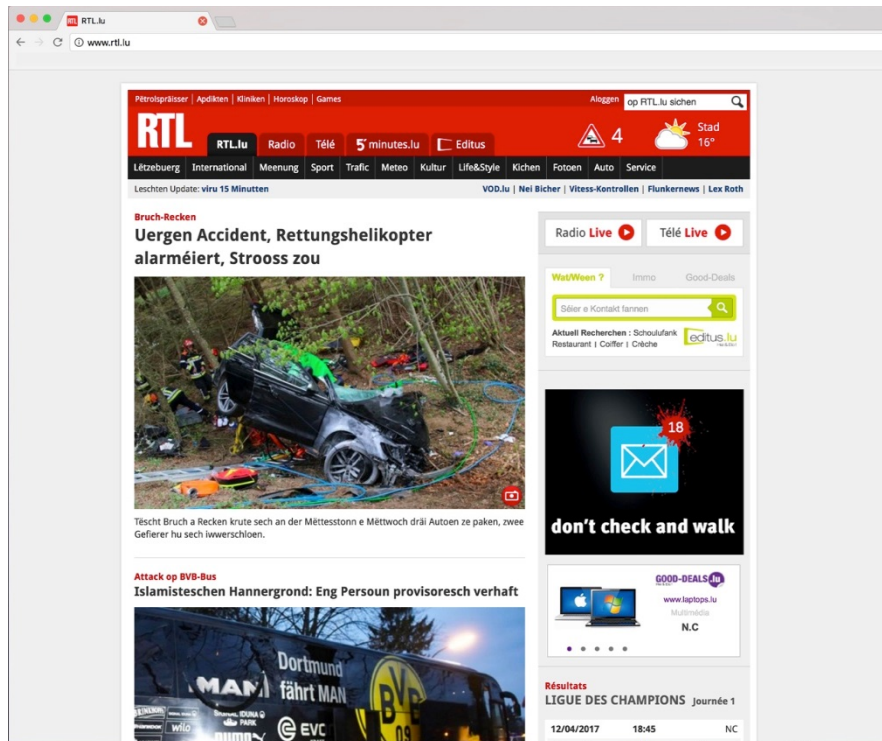 RTL.lu
www.rtl.lu
Pëtrolspräisser | Apdikten | Kliniken | Horoskop | Games
Aloggen
op RTL.lu sichen
RTL
RTL.lu
Radio
Télé
5 minutes.lu
Editus
4
Stad
16°
Lëtzebuerg International Meenung Sport Trafic Meteo Kultur Life&Style Kichen Fotoen Auto Service
Leschten Update: viru 15 Minutten
VOD.lu | Nei Bicher | Vitess-Kontrollen | Flunkernews | Lex Roth
Bruch-Recken
Uergen Accident, Rettungshelikopter
alarméiert, Strooss zou
Tëscht Bruch a Recken krute sech an der Mëttesstonn e Mëttwoch dräi Autoen ze paken, zwee
Gefierer hu sech iwwerschloen.
Attack op BVB-Bus
Islamisteschen Hannergrond: Eng Persoun provisoresch verhaft
Dortmund
MAN fährt MAN
BVB
09
PARK
wilo
EVC
PUMA
Radio Live
Télé Live
Wat/Ween ?
Immo
Good-Deals
Séier e Kontakt fannen
Aktuell Recherchen : Schoulufank
Restaurant | Coiffer | Crèche
editus.lu
18
don't check and walk
GOOD-DEALS.lu
www.laptops.lu
Multimédia
N.C
Résultats
LIGUE DES CHAMPIONS Journée 1
12/04/2017 18:45 NC